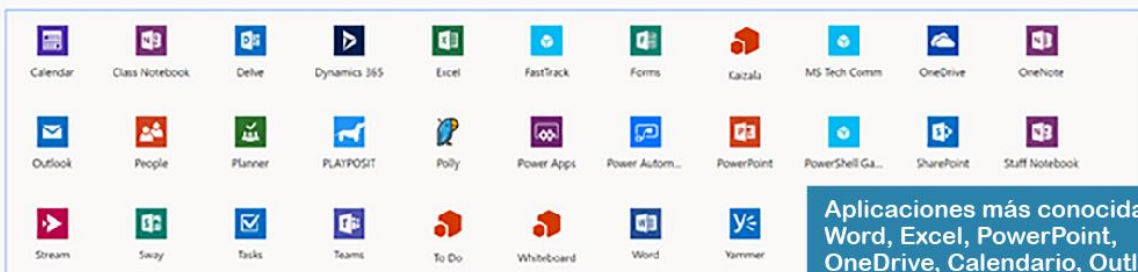 Calendar Class Notebook Delve Dynamics 365 Excel FastTrack Forms Kaizala MS Tech Comm OneDrive OneNote
Outlook People Planner PLAYPOSIT Polly Power Apps Power Autom... PowerPoint PowerShell Ga... SharePoint Staff Notebook
Stream Sway Tasks Teams To Do Whiteboard Word Yammer
Aplicaciones más conocida
Word, Excel, PowerPoint,
OneDrive, Calendario, Outl